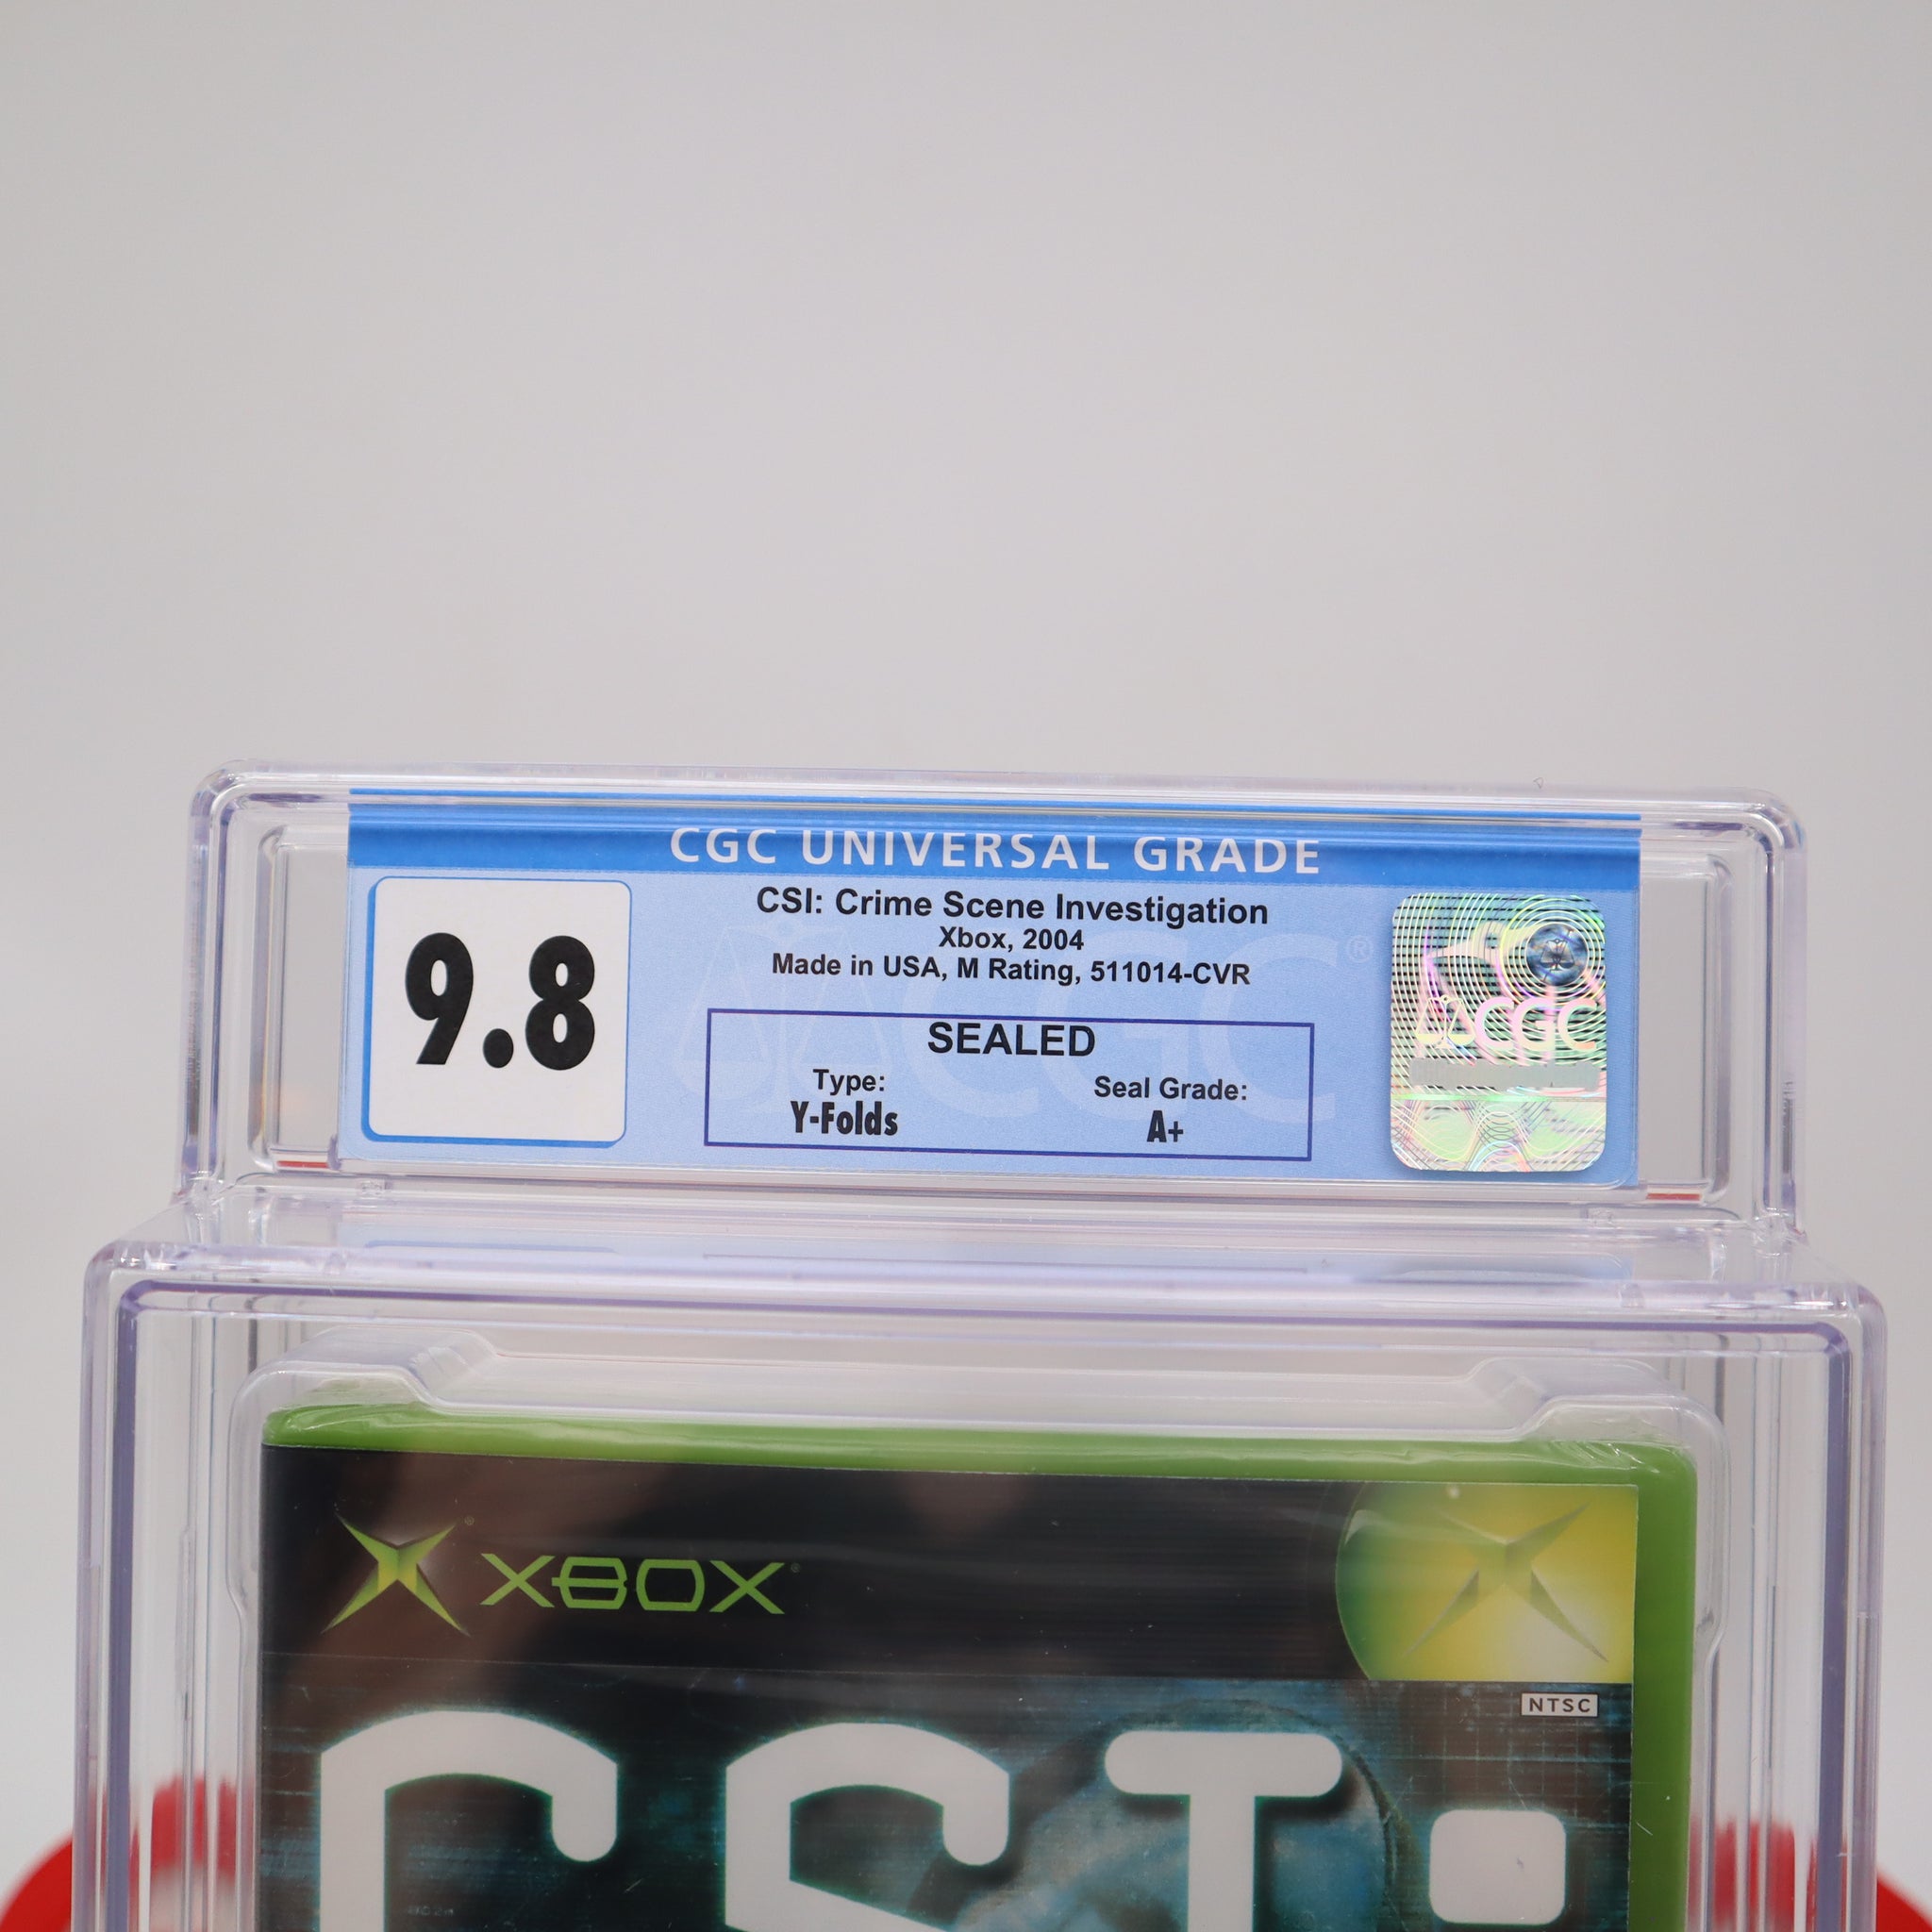 CGC UNIVERSAL GRADE
9.8
CSI: Crime Scene Investigation
Xbox, 2004
Made in USA, M Rating, 511014-CVR
SEALED
Type:
Y-Folds
Seal Grade:
A+
CGC
CGC®
XBOX
NTSC
CSI: